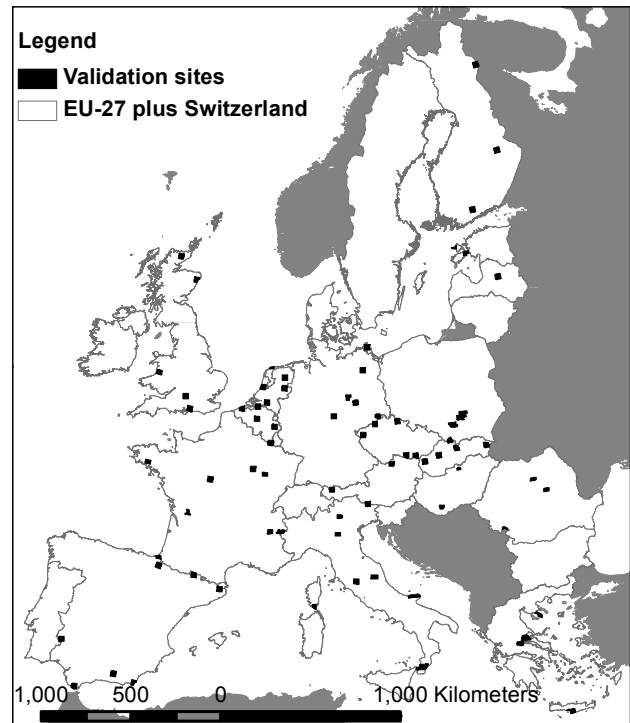 Legend
Validation sites
EU-27 plus Switzerland
1,000 500 0 1,000 Kilometers